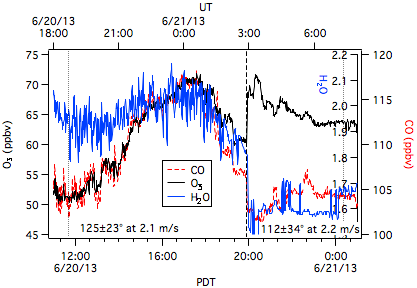 UT
6/20/13 6/21/13
18:00 21:00 0:00 3:00 6:00
75 2.2 120
70 2.1
65 2.0 115
60 1.9 110
55 1.8
50 1.7 105
45 1.6 100
O₃ (ppbv)
H₂O
CO (ppbv)
CO
O₃
H₂O
125±23° at 2.1 m/s 112±34° at 2.2 m/s
12:00 16:00 20:00 0:00
6/20/13 6/21/13
PDT